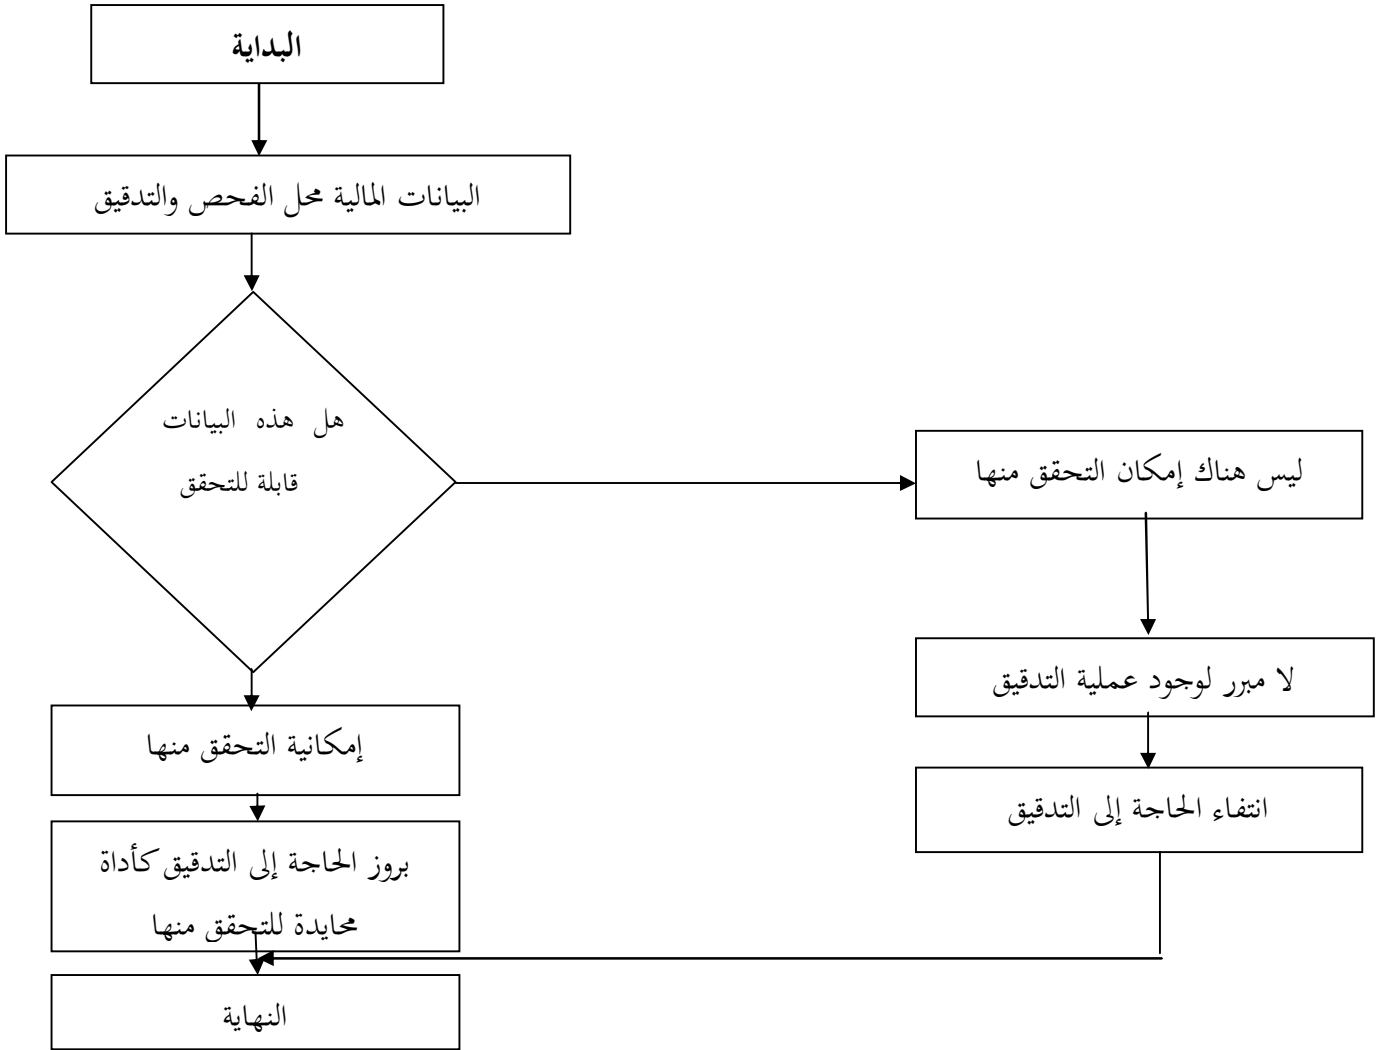 البداية
البيانات المالية محل الفحص والتدقيق
هل هذه البيانات
قابلة للتحقق
ليس هناك إمكان التحقق منها
لا مبرر لوجود عملية التدقيق
انتفاء الحاجة إلى التدقيق
إمكانية التحقق منها
بروز الحاجة إلى التدقيق كأداة
محايدة للتحقق منها
النهاية